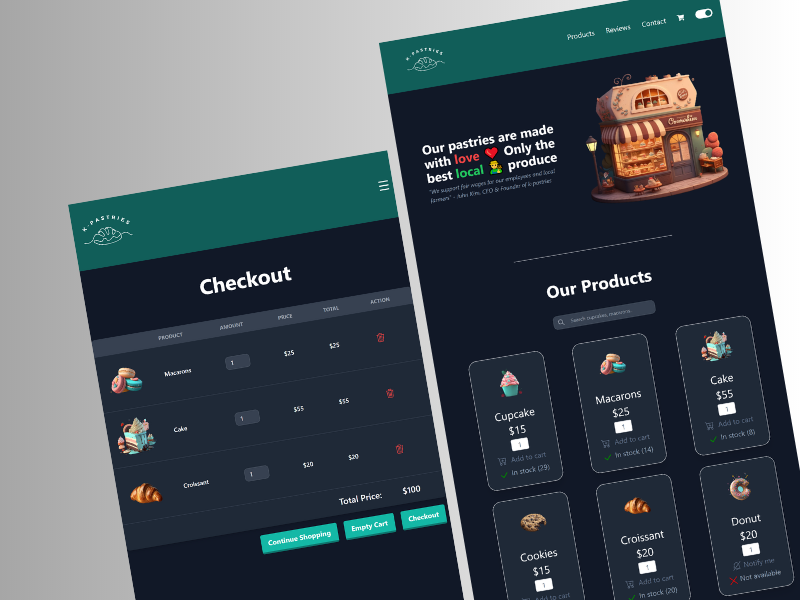 K PASTRIES
Checkout
PRODUCT AMOUNT PRICE TOTAL ACTION
Macarons 1 $25 $25
Cake 1 $55 $55
Croissant 1 $20 $20
Total Price: $100
Continue Shopping Empty Cart Checkout
K PASTRIES
Products Reviews Contact
Our pastries are made
with love ❤️ Only the
best local 👨‍🌾 produce
"We support fair wages for our employees and local
farmers" - John Kim, CEO & Founder of k-pastries
Our Products
Search cupcakes, macarons
Cupcake
$15
1
Add to cart
In stock (29)
Macarons
$25
1
Add to cart
In stock (14)
Cake
$55
1
Add to cart
In stock (8)
Cookies
$15
1
Add to cart
Croissant
$20
1
Add to cart
In stock (20)
Donut
$20
1
Notify me
Not available